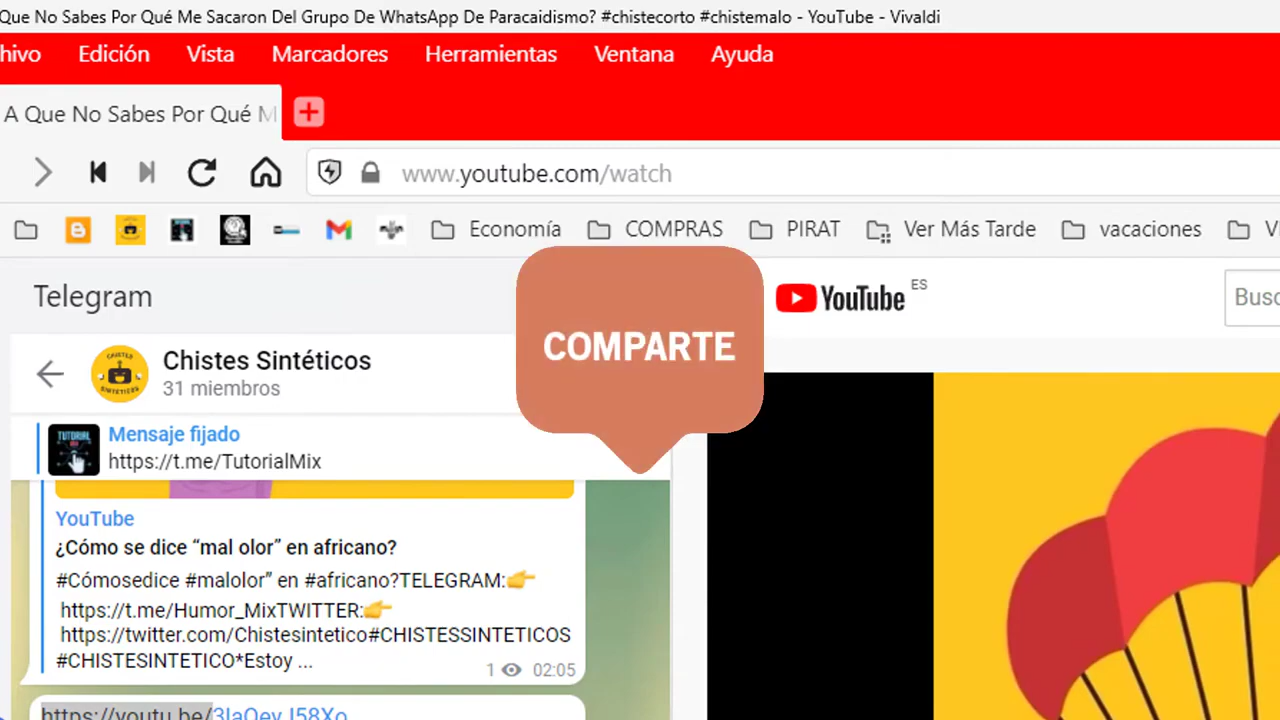 Que No Sabes Por Qué Me Sacaron Del Grupo De WhatsApp De Paracaidismo? #chistecorto #chistemalo - YouTube - Vivaldi
hivo Edición Vista Marcadores Herramientas Ventana Ayuda
A Que No Sabes Por Qué M
www.youtube.com/watch
Economía COMPRAS PIRAT Ver Más Tarde vacaciones V
Telegram
YouTube ES
Busc
COMPARTE
Chistes Sintéticos
31 miembros
Mensaje fijado
https://t.me/TutorialMix
YouTube
¿Cómo se dice “mal olor” en africano?
#Cómosedice #malolor” en #africano?TELEGRAM:👉
https://t.me/Humor_MixTWITTER:👉
https://twitter.com/Chistesintetico#CHISTESSINTETICOS
#CHISTESINTETICO*Estoy ...
1 02:05
https://youtu.be/